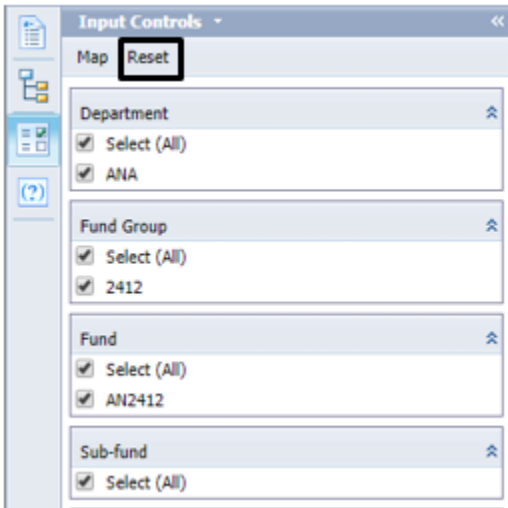 Input Controls
Map Reset
Department
Select (All)
ANA
Fund Group
Select (All)
2412
Fund
Select (All)
AN2412
Sub-fund
Select (All)
(?)